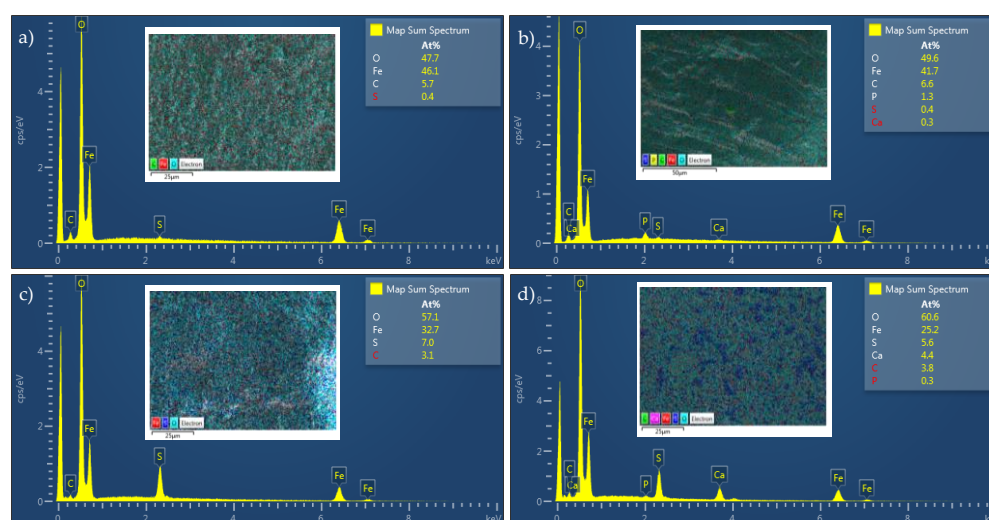 a)
Map Sum Spectrum
At%
O 47.7
Fe 46.1
C 5.7
S 0.4
cps/eV
4
2
0
O
Fe
C
S
Fe
Fe
Electron
25µm
0 2 4 6 8 keV
b)
Map Sum Spectrum
At%
O 49.6
Fe 41.7
C 6.6
P 1.3
S 0.4
Ca 0.3
cps/eV
4
3
2
1
0
O
Fe
C
Ca
P
S
Ca
Fe
Fe
Electron
50µm
0 2 4 6 8
c)
Map Sum Spectrum
At%
O 57.1
Fe 32.7
S 7.0
C 3.1
cps/eV
4
2
0
O
Fe
C
S
Fe
Fe
Electron
25µm
0 2 4 6 8 keV
d)
Map Sum Spectrum
At%
O 60.6
Fe 25.2
S 5.6
Ca 4.4
C 3.8
P 0.3
cps/eV
8
6
4
2
0
O
Fe
C
Ca
P
S
Ca
Fe
Fe
Electron
25µm
0 2 4 6 8